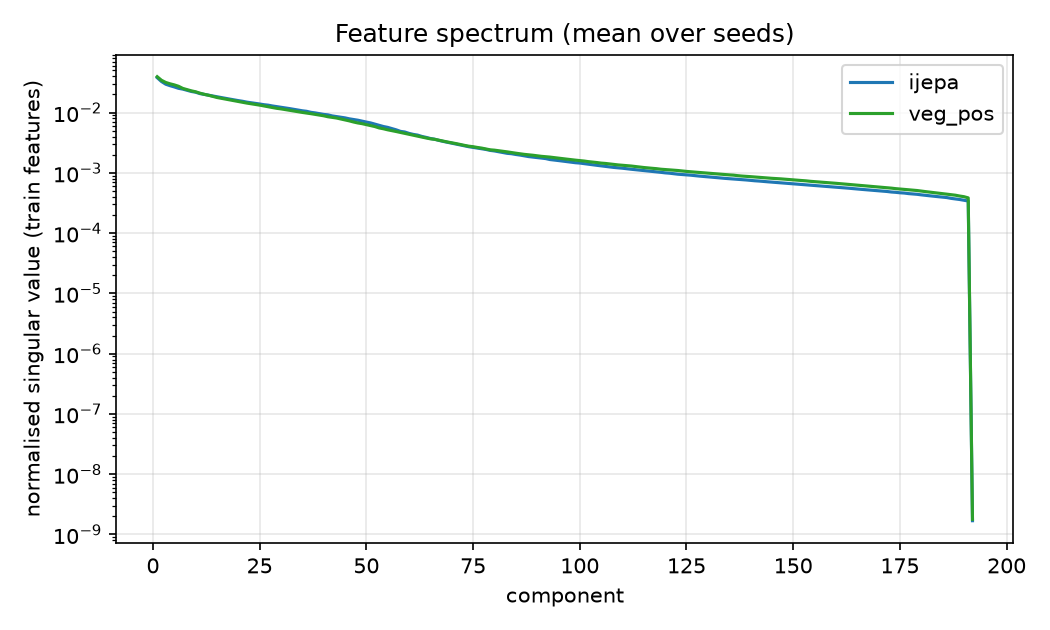 Feature spectrum (mean over seeds)
normalised singular value (train features)
ijepa
veg_pos
10⁻²
10⁻³
10⁻⁴
10⁻⁵
10⁻⁶
10⁻⁷
10⁻⁸
10⁻⁹
0 25 50 75 100 125 150 175 200
component